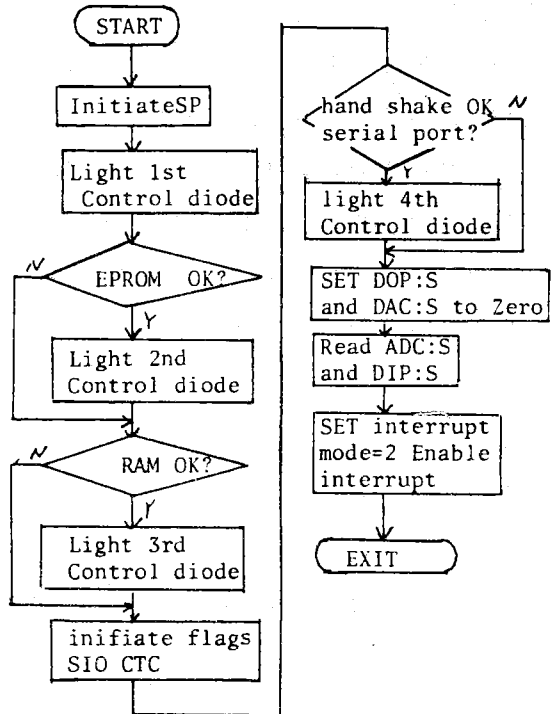 START
InitiateSP
Light 1st
Control diode
N
EPROM OK?
Y
Light 2nd
Control diode
N
RAM OK?
Y
Light 3rd
Control diode
inifiate flags
SIO CTC
hand shake OK
N
serial port?
Y
light 4th
Control diode
SET DOP:S
and DAC:S to Zero
Read ADC:S
and DIP:S
SET interrupt
mode=2 Enable
interrupt
EXIT